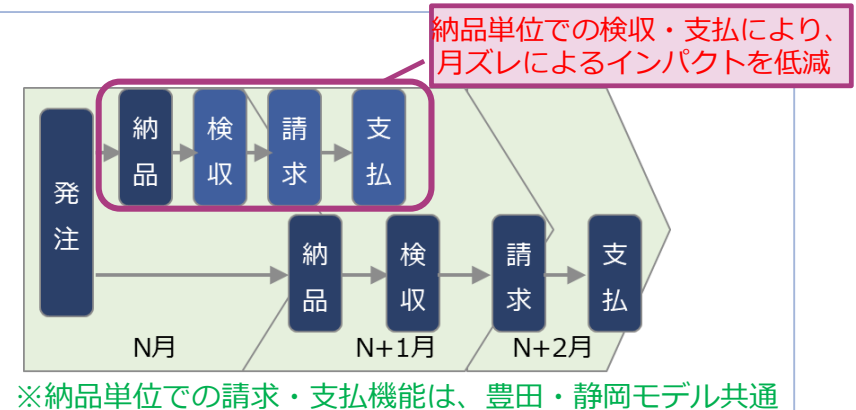 納品単位での検収・支払により、
月ズレによるインパクトを低減
発注
納品
検収
請求
支払
納品
検収
請求
支払
N月
N+1月
N+2月
※納品単位での請求・支払機能は、豊田・静岡モデル共通